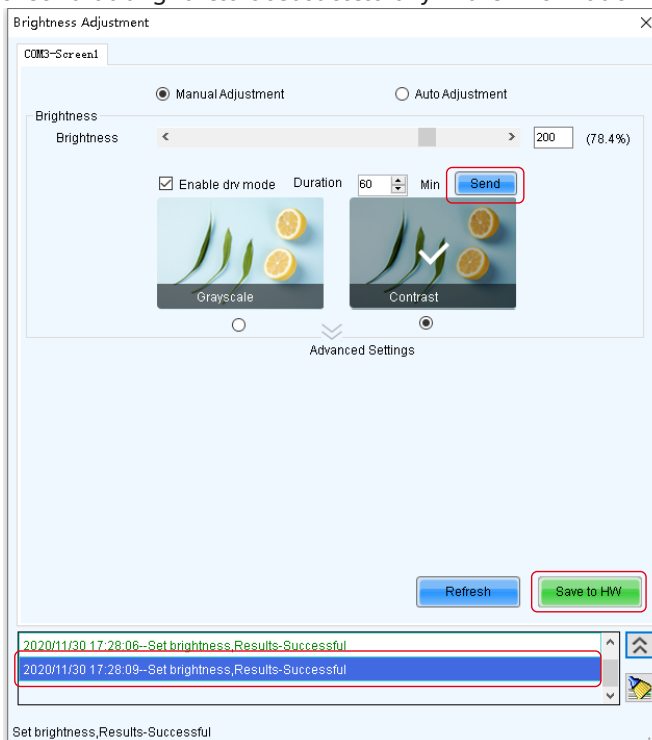 Brightness Adjustment
COM3-Screen1
Manual Adjustment Auto Adjustment
Brightness
Brightness 200 (78.4%)
Enable drv mode Duration 60 Min Send
Grayscale Contrast
Advanced Settings
Refresh Save to HW
2020/11/30 17:28:06--Set brightness,Results-Successful
2020/11/30 17:28:09--Set brightness,Results-Successful
Set brightness,Results-Successful